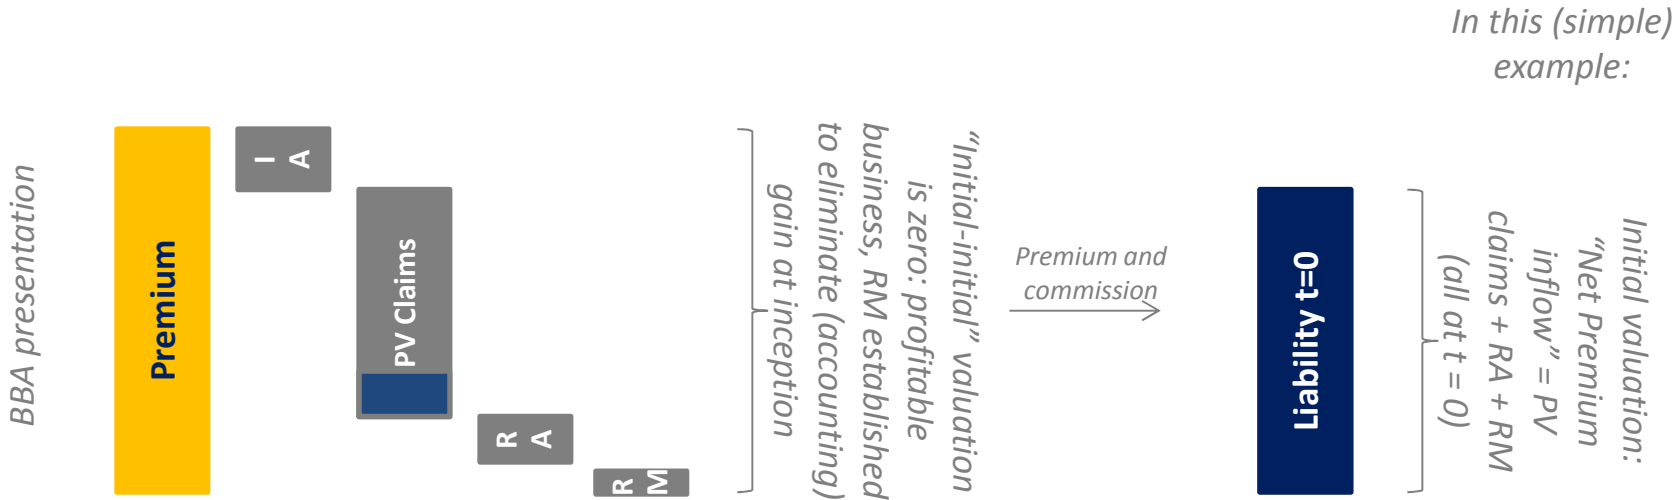 In this (simple)
example:
BBA presentation
Premium
I
A
PV Claims
R
A
R
M
"Initial-initial" valuation
is zero: profitable
business, RM established
to eliminate (accounting)
gain at inception
Premium and
commission
Liability t=0
Initial valuation:
“Net Premium
inflow” = PV
claims + RA + RM
(all at t = 0)